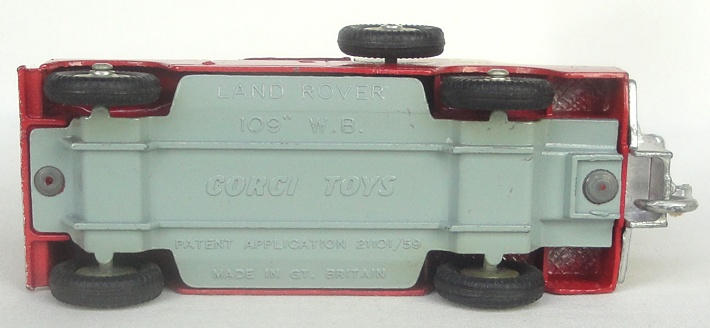 LAND ROVER
109" W.B.
CORGI TOYS
PATENT APPLICATION 21101/59
MADE IN GT. BRITAIN